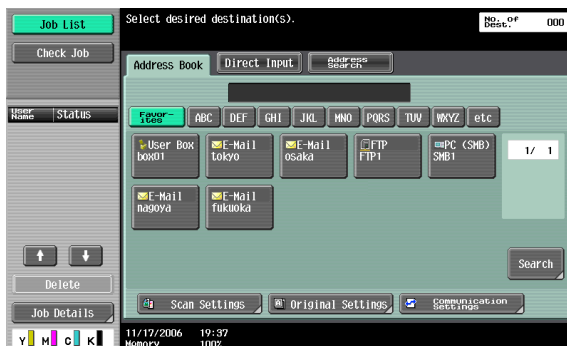 Job List
Select desired destination(s).
No. of
Dest.
000
Check Job
Address Book
Direct Input
Address
Search
User
Name
Status
Favor-
ites
ABC
DEF
GHI
JKL
MNO
PQRS
TUV
WXYZ
etc
User Box
box01
E-Mail
tokyo
E-Mail
osaka
FTP
FTP1
PC (SMB)
SMB1
1/ 1
E-Mail
nagoya
E-Mail
fukuoka
Search
Delete
Scan Settings
Original Settings
Communication
Settings
Job Details
11/17/2006 19:37
Memory 100%
Y M C K